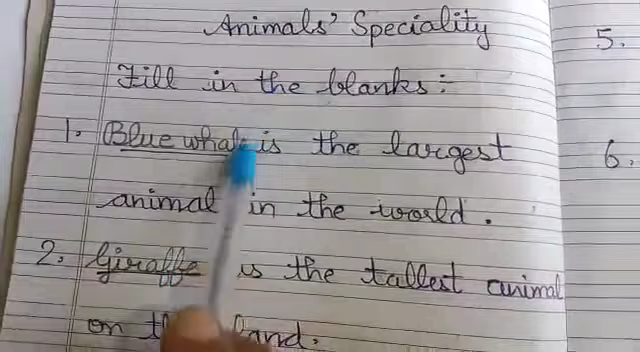 Animals' Speciality
Fill in the blanks :-
1. Blue whale is the largest
animal in the world.
2. Giraffe is the tallest animal
on land.
5.
6.